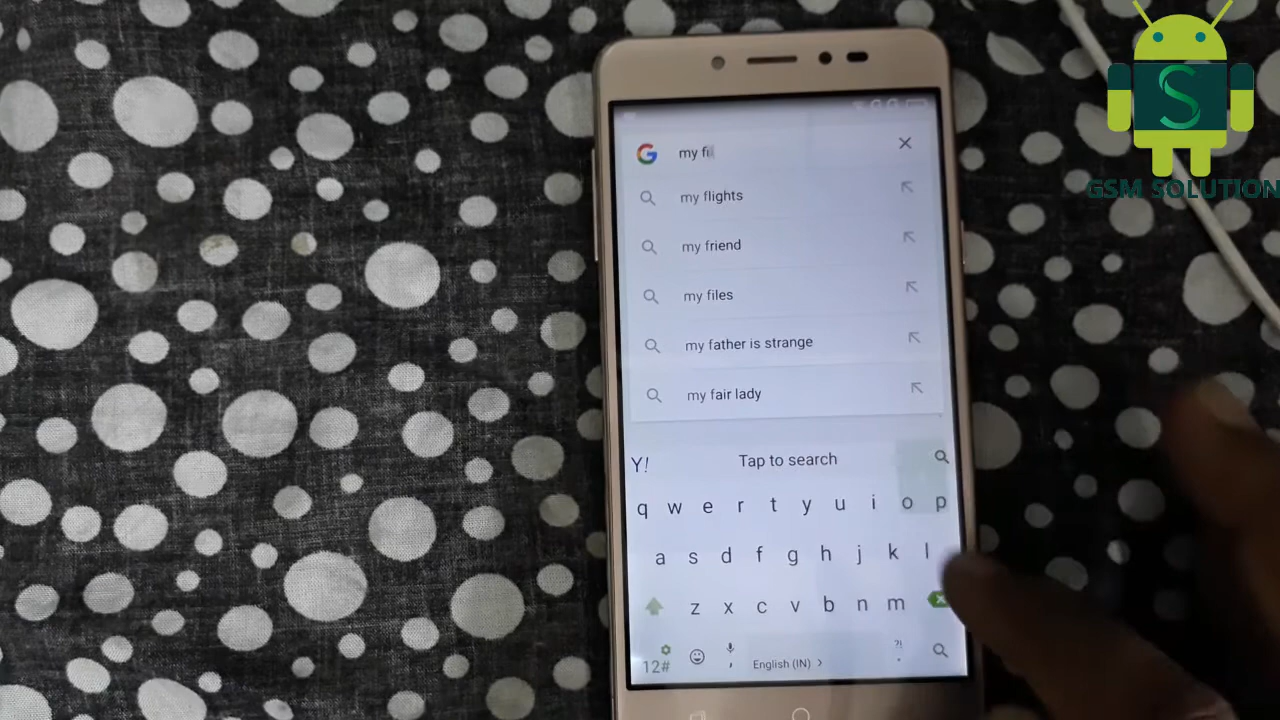 GSM SOLUTION
my fi
my flights
my friend
my files
my father is strange
my fair lady
Y! Tap to search
q w e r t y u i o p
a s d f g h j k l
z x c v b n m
12# , English (IN) > ?! .